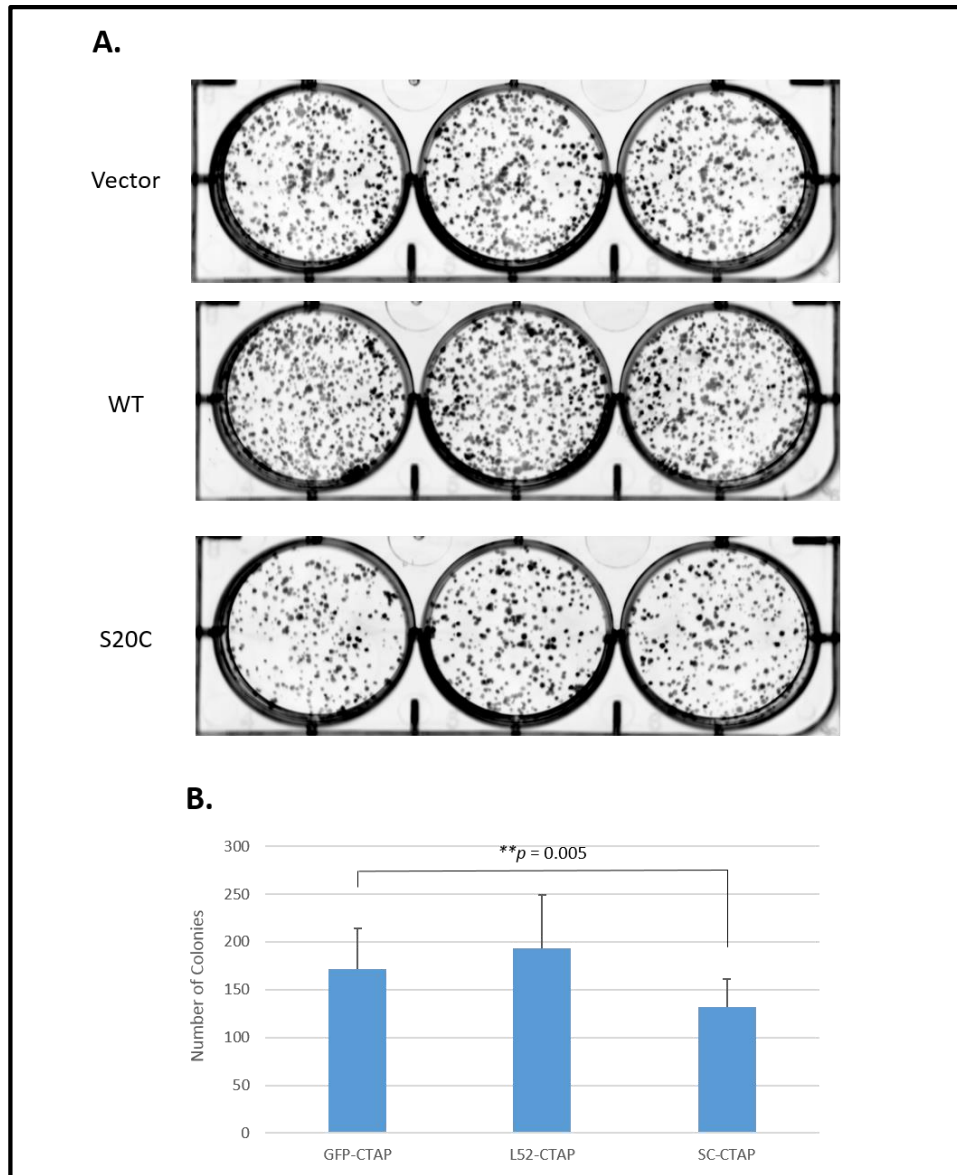 A.
Vector
WT
S20C
B.
300
**p = 0.005
250
200
150
100
50
0
Number of Colonies
GFP-CTAP L52-CTAP SC-CTAP